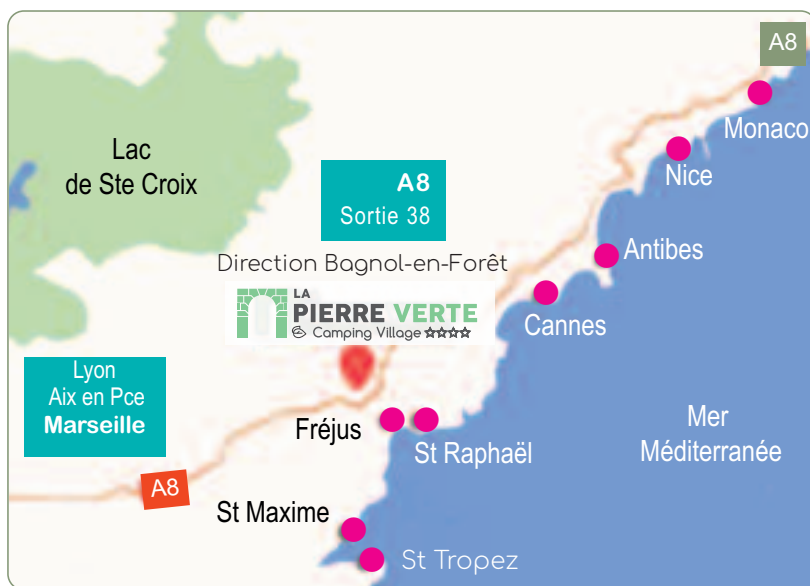 A8
Monaco
Nice
Lac
de Ste Croix
A8
Sortie 38
Antibes
Direction Bagnol-en-Forêt
LA
PIERRE VERTE
Camping Village
Cannes
Lyon
Aix en Pce
Marseille
Fréjus
St Raphaël
Mer
Méditerranée
A8
St Maxime
St Tropez